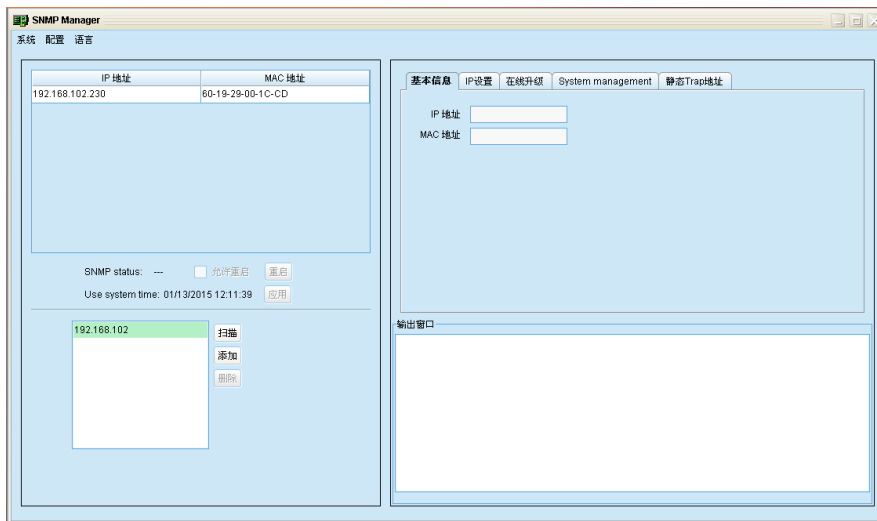 SNMP Manager
系统 配置 语言
IP 地址 MAC 地址
192.168.102.230 60-19-29-00-1C-CD
SNMP status: --- 允许重启 重启
Use system time: 01/13/2015 12:11:39 应用
192.168.102
扫描
添加
删除
基本信息 IP设置 在线升级 System management 静态Trap地址
IP 地址
MAC 地址
输出窗口